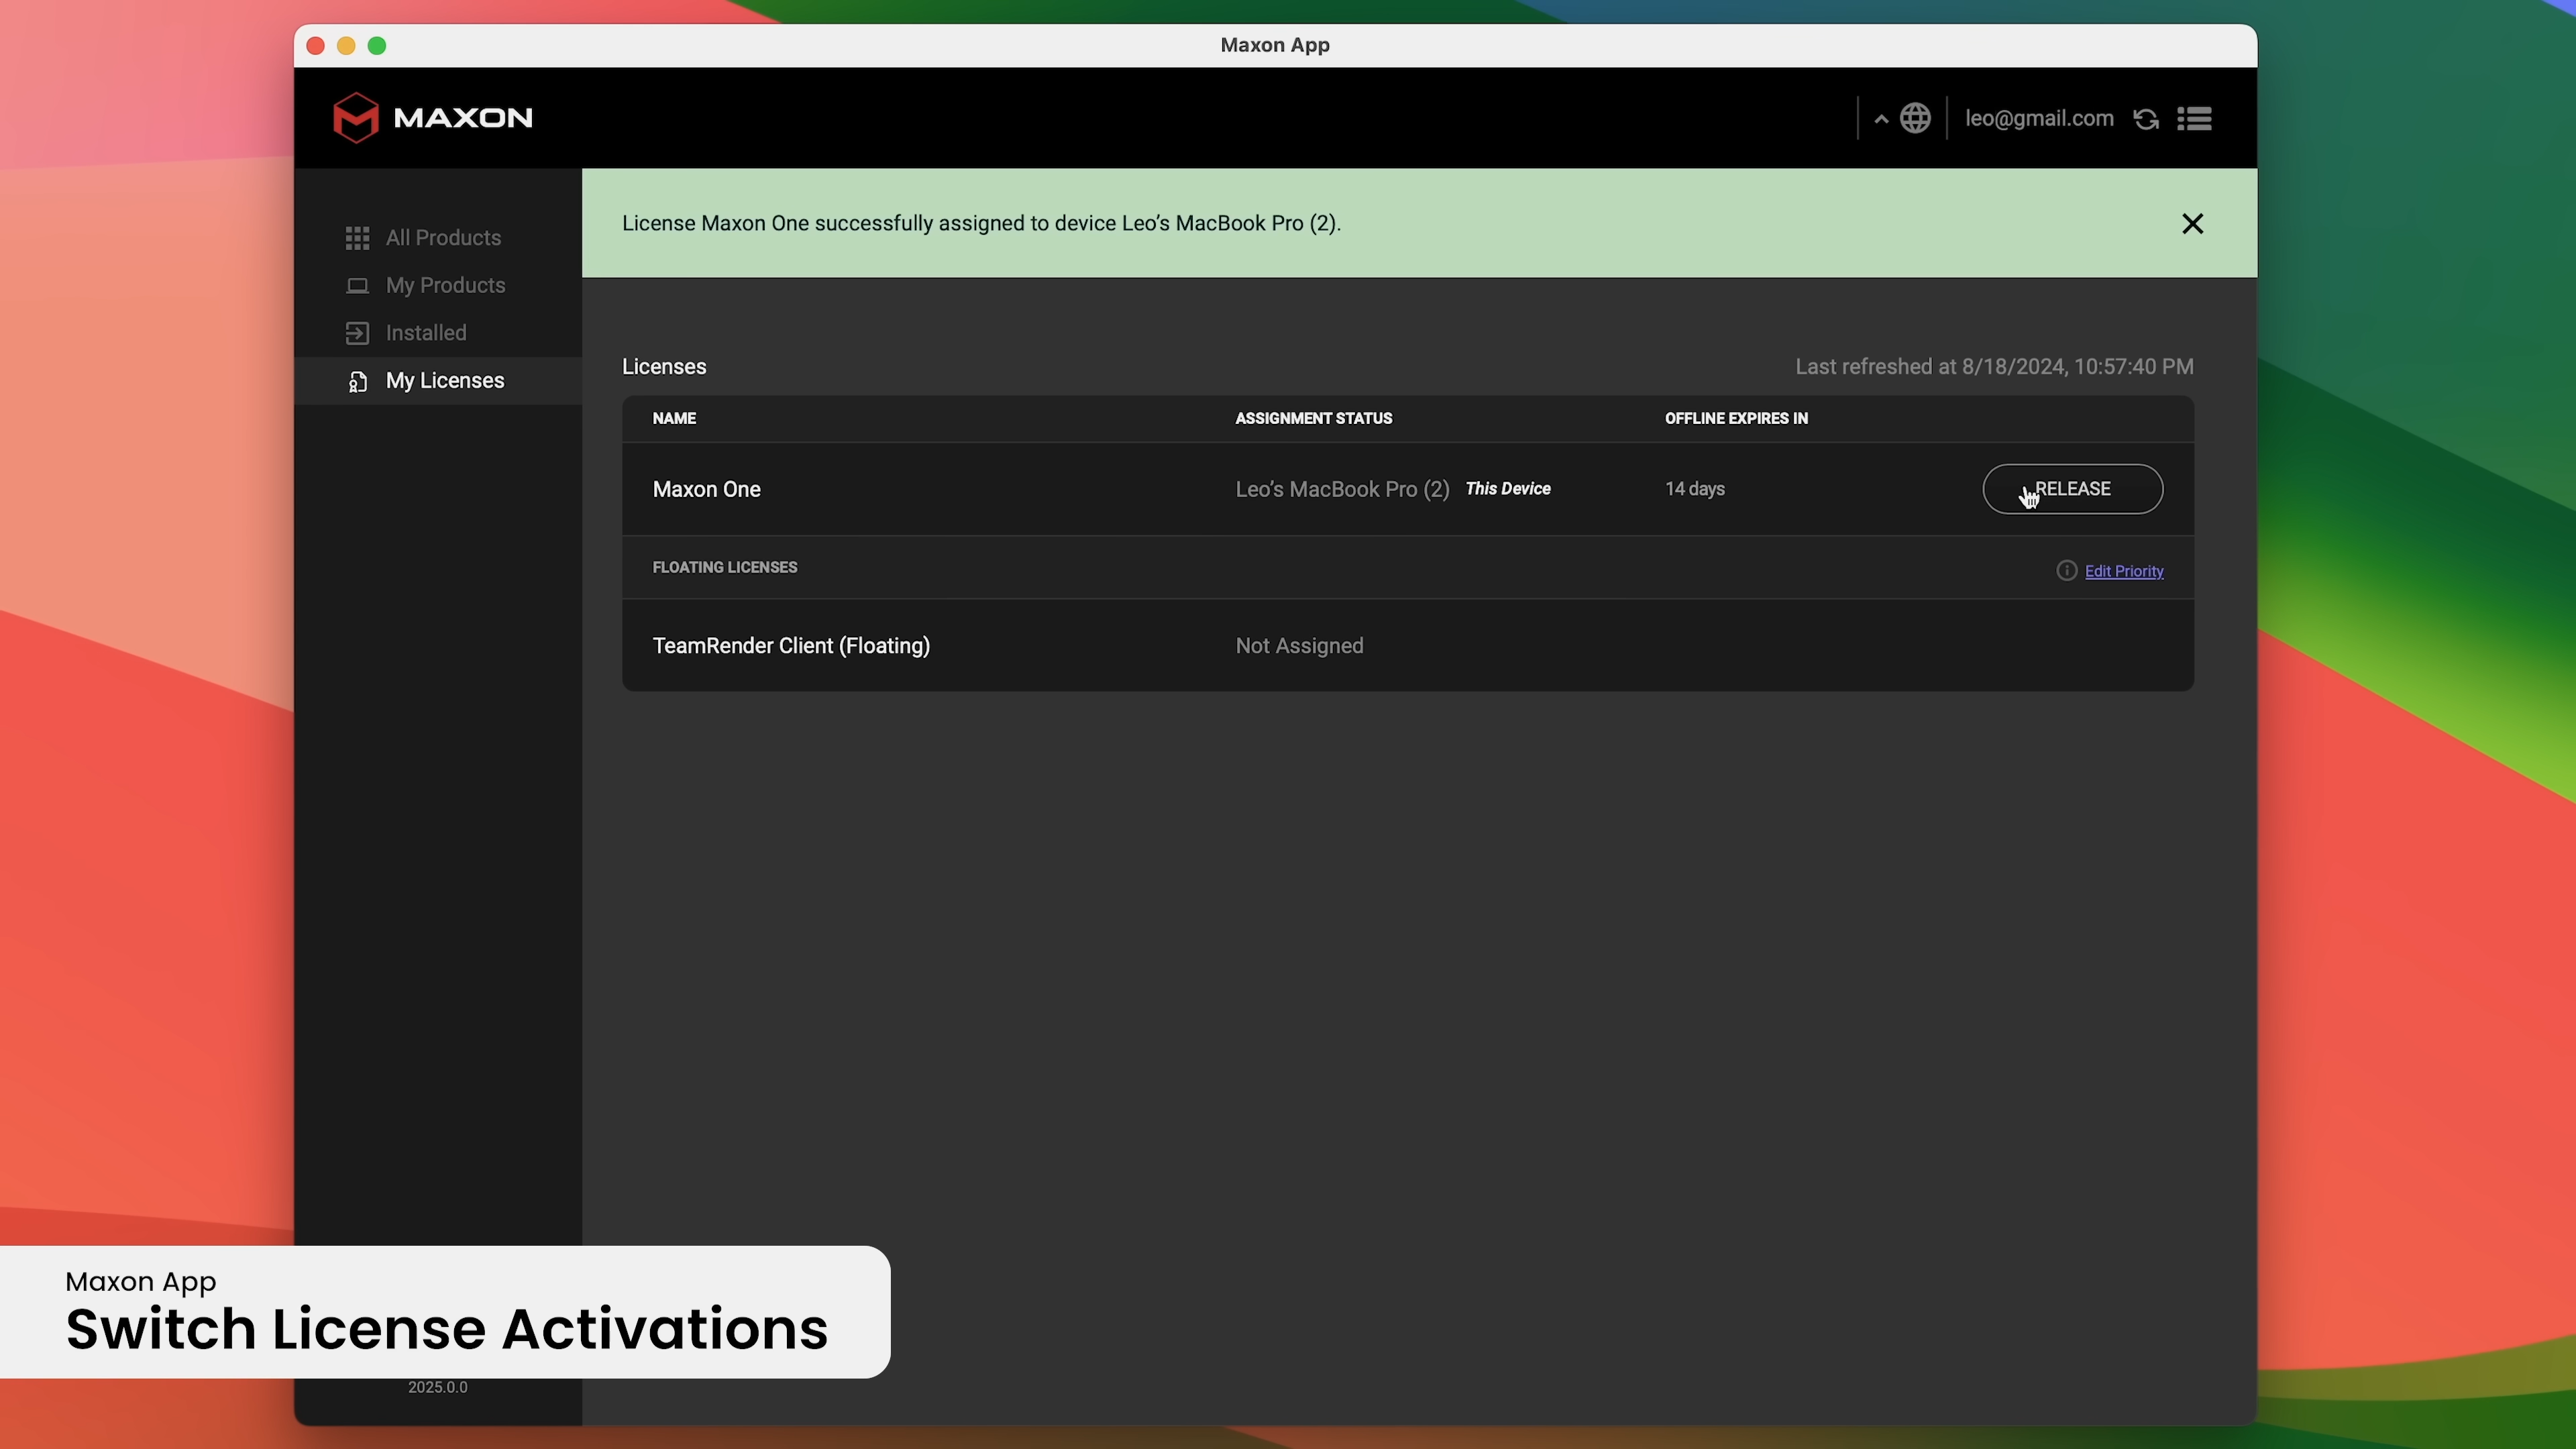 Maxon App
MAXON
leo@gmail.com
All Products
My Products
Installed
My Licenses
License Maxon One successfully assigned to device Leo’s MacBook Pro (2).
Licenses
Last refreshed at 8/18/2024, 10:57:40 PM
NAME ASSIGNMENT STATUS OFFLINE EXPIRES IN
Maxon One Leo’s MacBook Pro (2) This Device 14 days RELEASE
FLOATING LICENSES Edit Priority
TeamRender Client (Floating) Not Assigned
Maxon App
Switch License Activations
2025.0.0